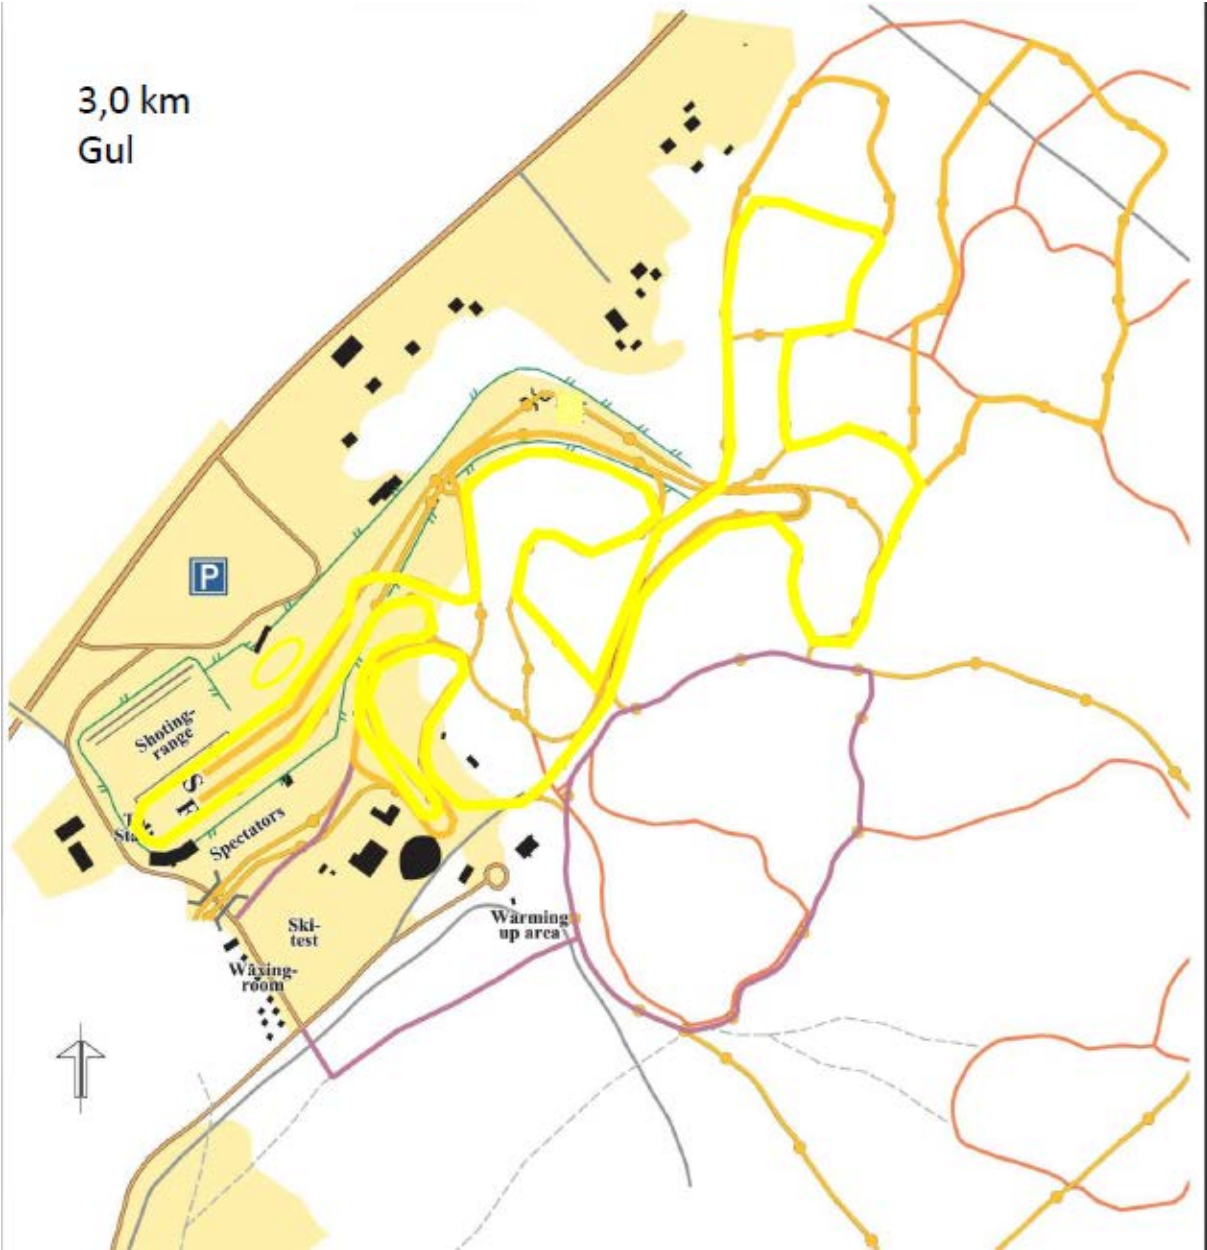 3,0 km
Gul
P
Shoting-
range
S F
Spectators
Ski-
test
Warming
up area
Waxing-
room